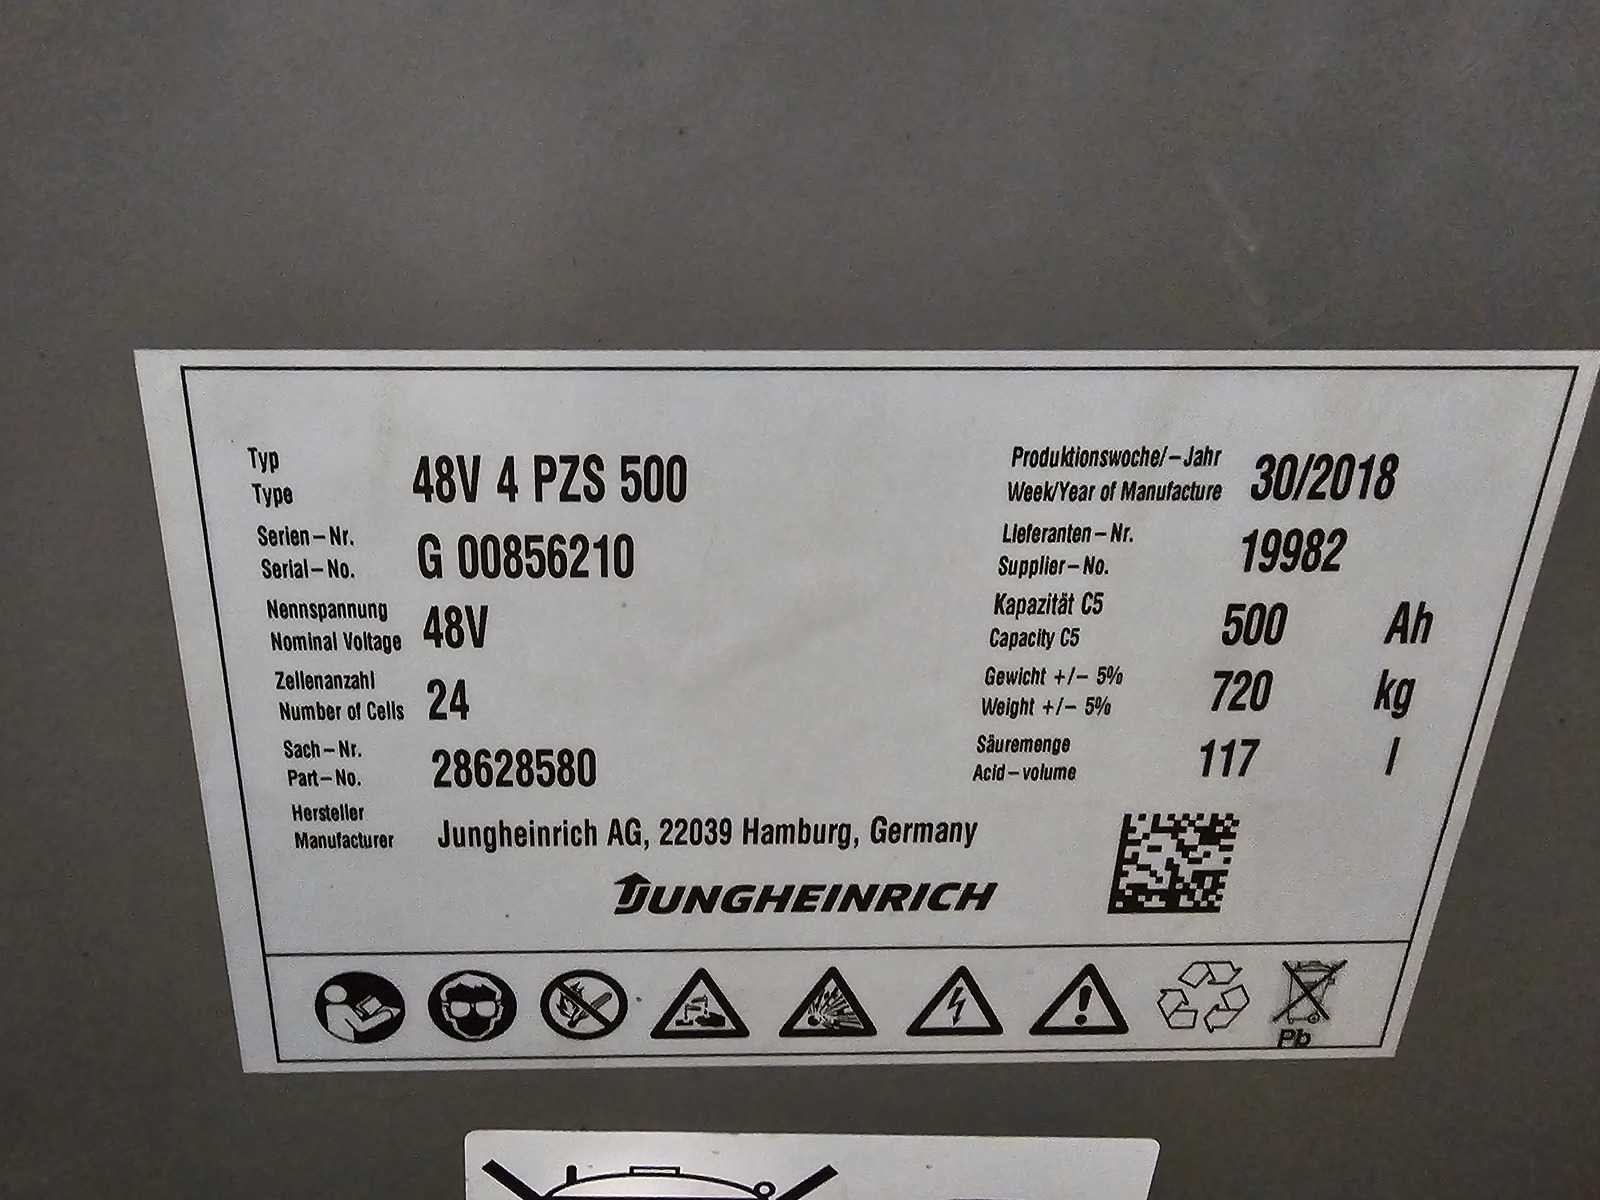 Typ
Type
48V 4 PZS 500
Serien-Nr.
Serial-No.
G 00856210
Nennspannung
Nominal Voltage
48V
Zellenanzahl
Number of Cells
24
Sach-Nr.
Part-No.
28628580
Hersteller
Manufacturer
Jungheinrich AG, 22039 Hamburg, Germany
Produktionswoche/-Jahr
Week/Year of Manufacture
30/2018
Lieferanten-Nr.
Supplier-No.
19982
Kapazität C5
Capacity C5
500 Ah
Gewicht +/- 5%
Weight +/- 5%
720 kg
Säuremenge
Acid-volume
117 l
JUNGHEINRICH
Pb